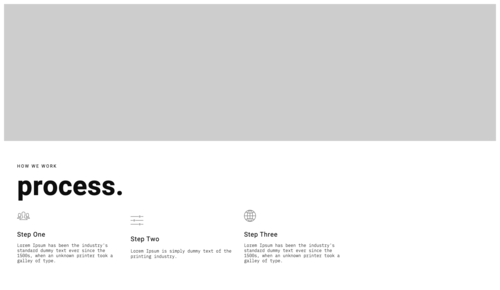 HOW WE WORK
process.
Step One
Lorem Ipsum has been the industry's
standard dummy text ever since the
1500s, when an unknown printer took a
galley of type.
Step Two
Lorem Ipsum is simply dummy text of the
printing industry.
Step Three
Lorem Ipsum has been the industry's
standard dummy text ever since the
1500s, when an unknown printer took a
galley of type.